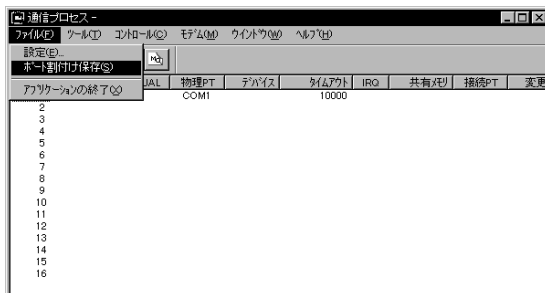 通信プロセス -
ファイル(F) ツール(T) コントロール(C) モデム(M) ウインドウ(W) ヘルプ(H)
設定(E)...
ポート割付け保存(S)
アプリケーションの終了(X)
UAL 物理PT デバイス タイムアウト IRQ 共有メモリ 接続PT 変更
COM1 10000
2
3
4
5
6
7
8
9
10
11
12
13
14
15
16